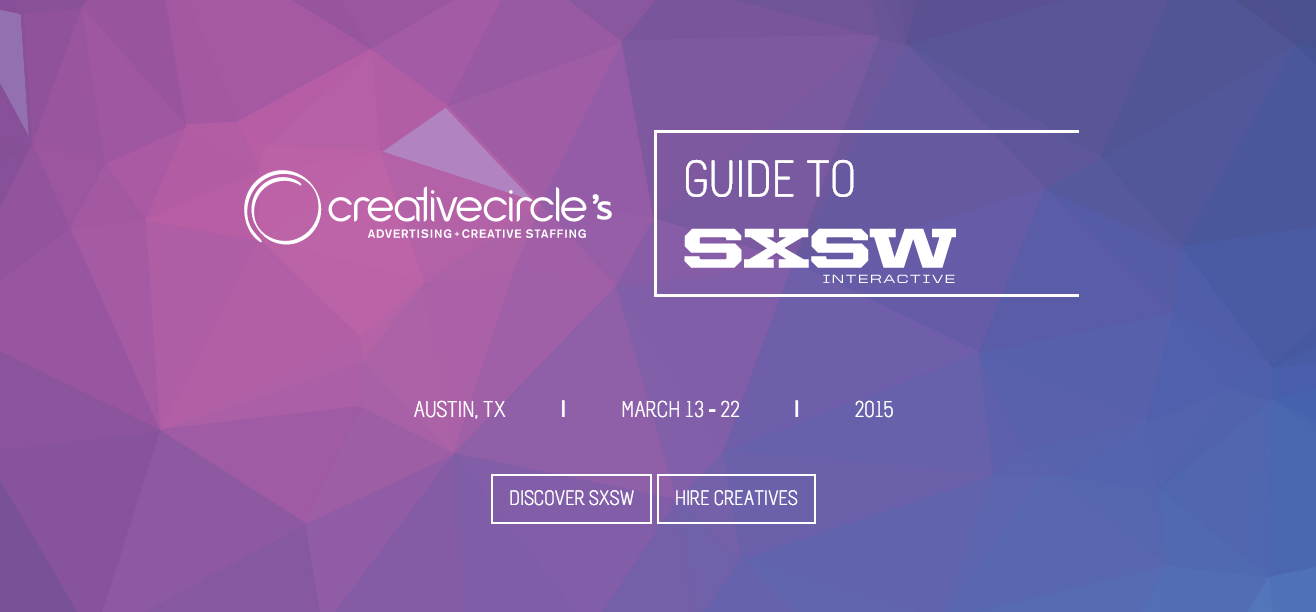 creativecircle's
ADVERTISING + CREATIVE STAFFING
GUIDE TO
SXSW
INTERACTIVE
AUSTIN, TX | MARCH 13 - 22 | 2015
DISCOVER SXSW HIRE CREATIVES